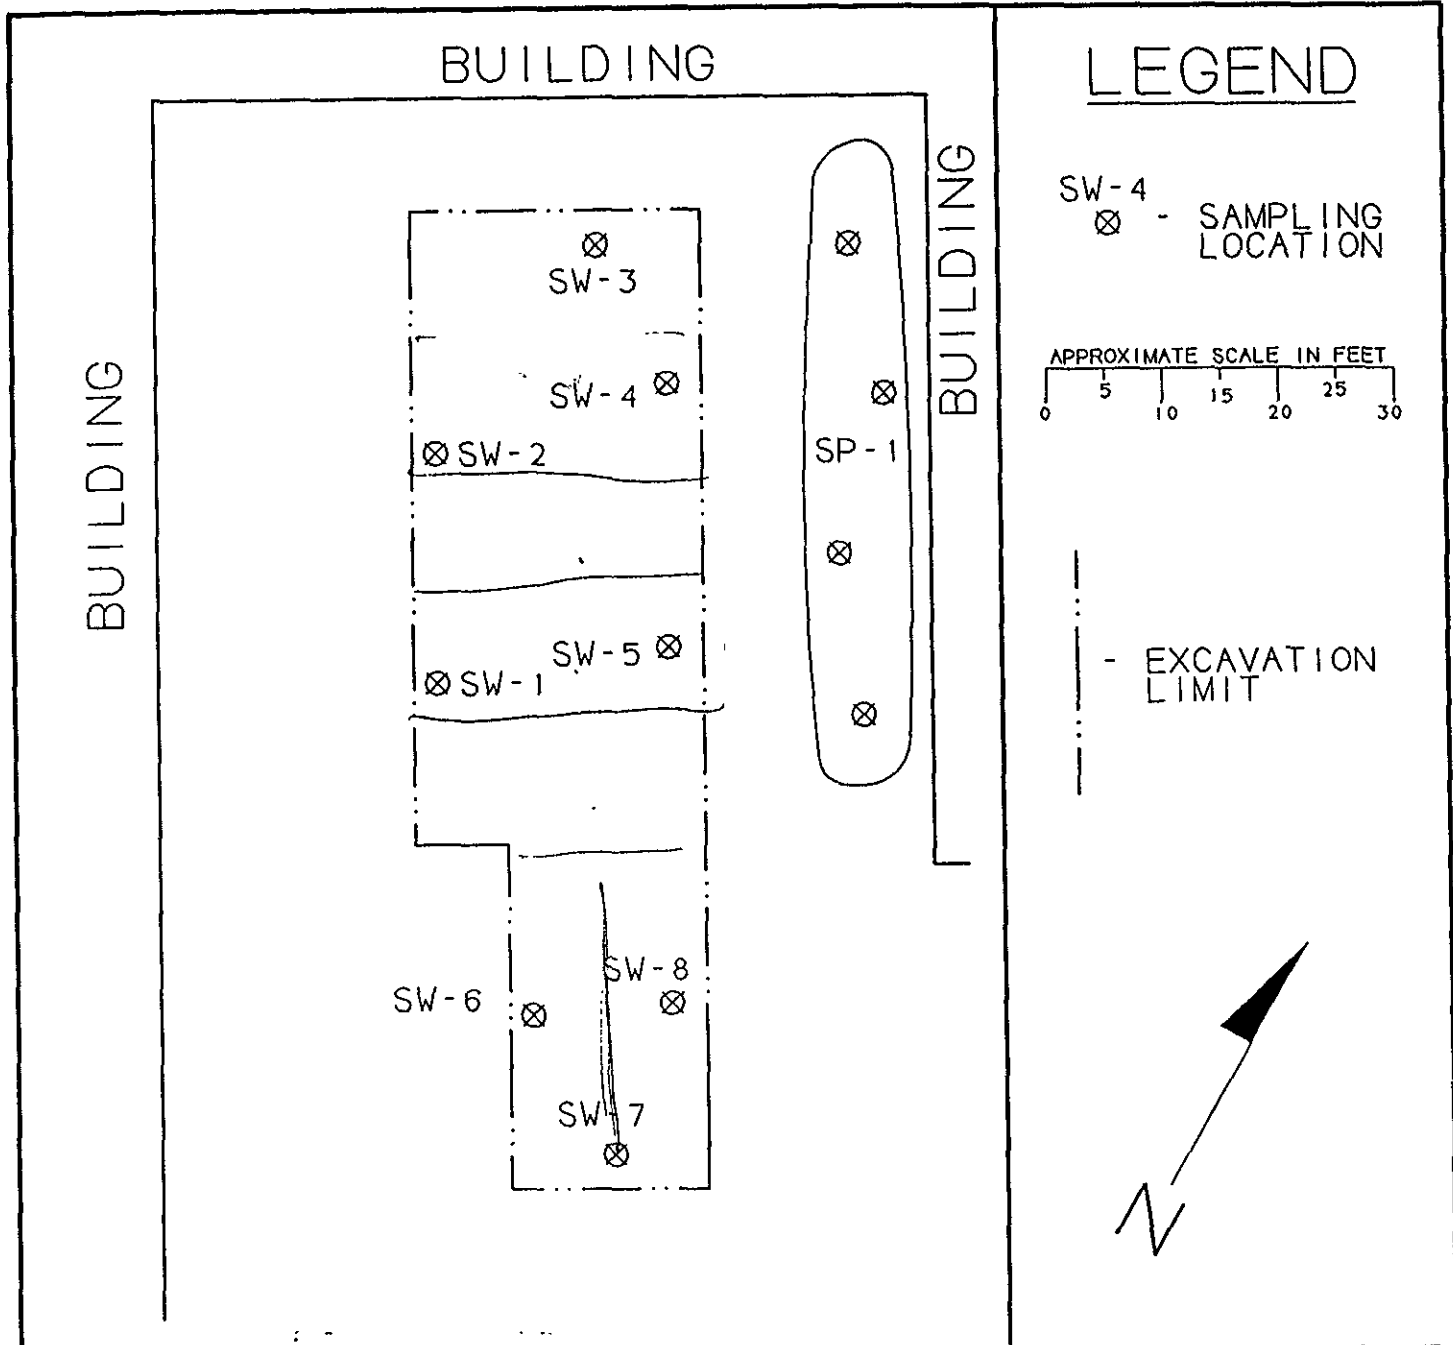 BUILDING
BUILDING
BUILDING
SW-3
SW-4
SW-2
SP-1
SW-5
SW-1
SW-8
SW-6
SW-7
LEGEND
SW-4
- SAMPLING
LOCATION
APPROXIMATE SCALE IN FEET
0 5 10 15 20 25 30
- EXCAVATION
LIMIT
N